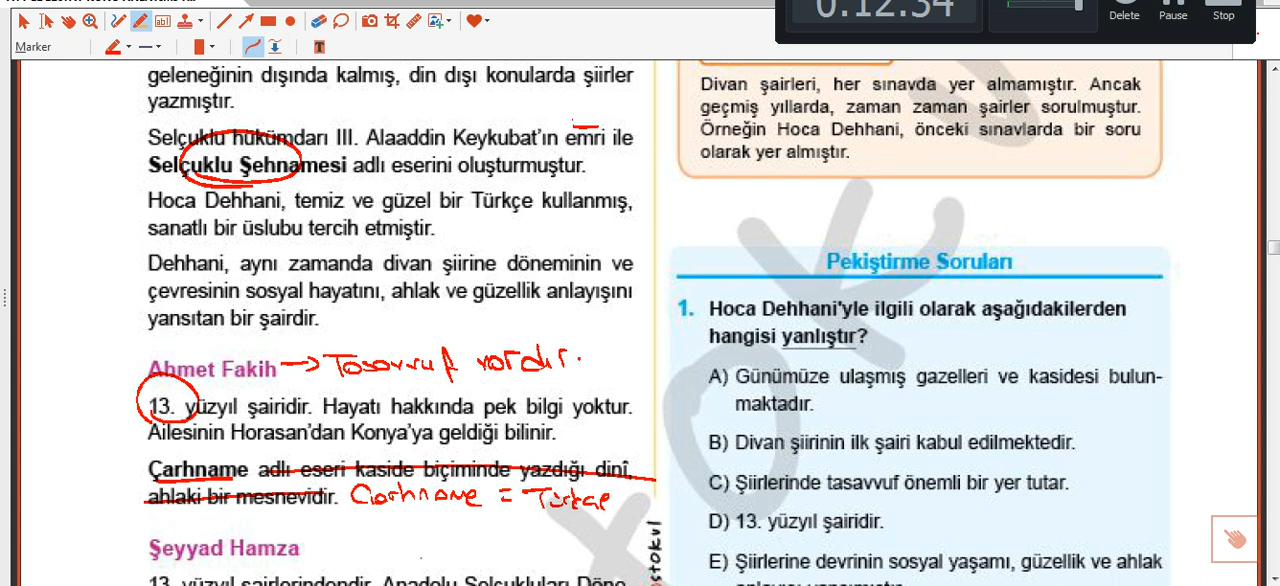 0:12:34
Delete Pause Stop
Marker
geleneğinin dışında kalmış, din dışı konularda şiirler
yazmıştır.
Selçuklu hükümdarı III. Alaaddin Keykubat'ın emri ile
Selçuklu Şehnamesi adlı eserini oluşturmuştur.
Hoca Dehhani, temiz ve güzel bir Türkçe kullanmış,
sanatlı bir üslubu tercih etmiştir.
Dehhani, aynı zamanda divan şiirine döneminin ve
çevresinin sosyal hayatını, ahlak ve güzellik anlayışını
yansıtan bir şairdir.
Ahmet Fakih → Tasavvuf vardır.
13. yüzyıl şairidir. Hayatı hakkında pek bilgi yoktur.
Ailesinin Horasan'dan Konya'ya geldiği bilinir.
Çarhname adlı eseri kaside biçiminde yazdığı dinî,
ahlaki bir mesnevidir. Çarhname = Türkçe
Şeyyad Hamza
13. yüzyıl şairlerindendir. Anadolu Selçukluları Döne-
Divan şairleri, her sınavda yer almamıştır. Ancak
geçmiş yıllarda, zaman zaman şairler sorulmuştur.
Örneğin Hoca Dehhani, önceki sınavlarda bir soru
olarak yer almıştır.
Pekiştirme Soruları
1. Hoca Dehhani'yle ilgili olarak aşağıdakilerden
hangisi yanlıştır?
A) Günümüze ulaşmış gazelleri ve kasidesi bulun-
maktadır.
B) Divan şiirinin ilk şairi kabul edilmektedir.
C) Şiirlerinde tasavvuf önemli bir yer tutar.
D) 13. yüzyıl şairidir.
E) Şiirlerine devrinin sosyal yaşamı, güzellik ve ahlak
anlayışı yansımıştır.